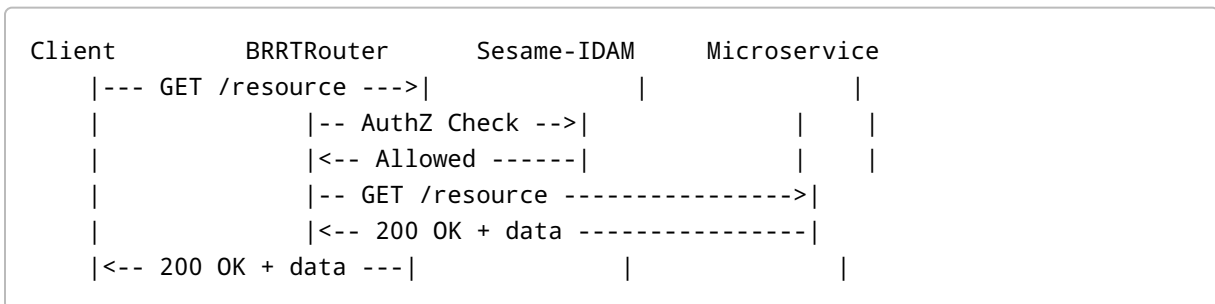 Client        BRRTRouter      Sesame-IDAM     Microservice
    |--- GET /resource --->|              |              |
    |              |-- AuthZ Check -->|              |    |
    |              |<-- Allowed ------|              |    |
    |              |-- GET /resource ---------------->|
    |              |<-- 200 OK + data ----------------|
    |<-- 200 OK + data ---|              |              |